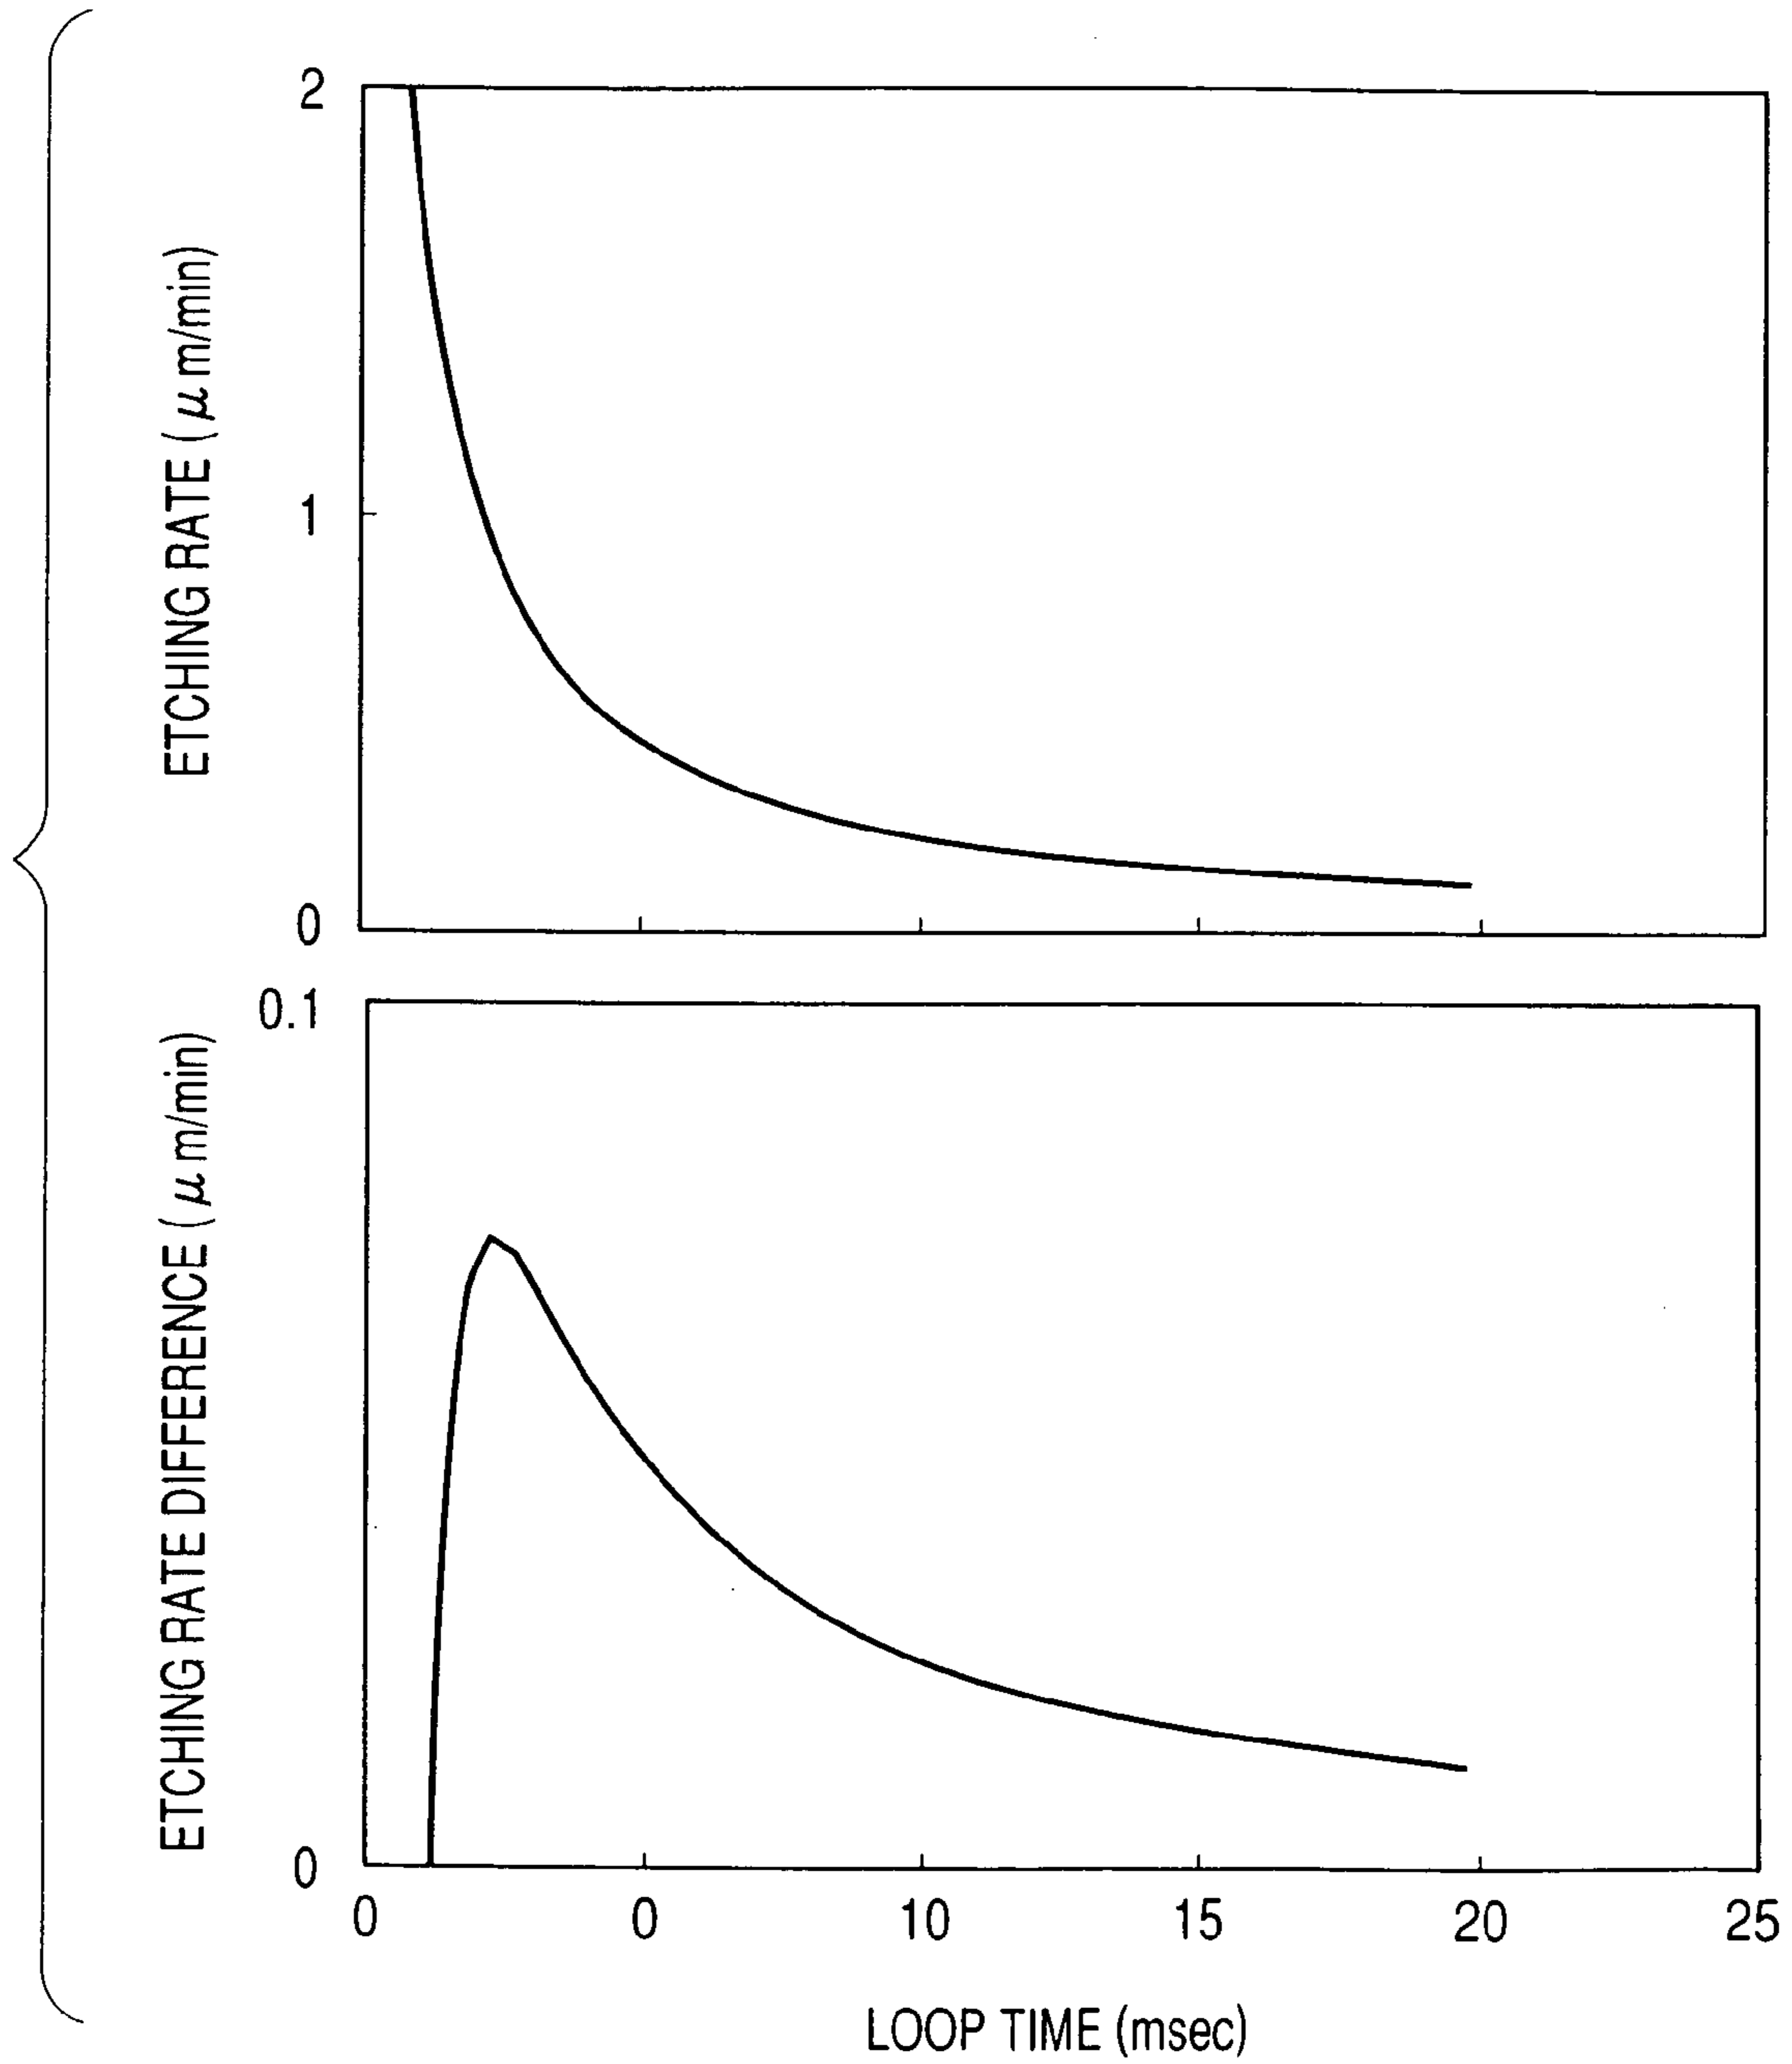 2
ETCHING RATE (μm/min)
1
0
0.1
ETCHING RATE DIFFERENCE (μm/min)
0
0 0 10 15 20 25
LOOP TIME (msec)